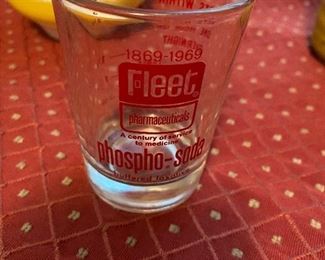 1869-1969
Fleet
pharmaceuticals
A century of service
to medicine
phospho-soda
buffered laxative